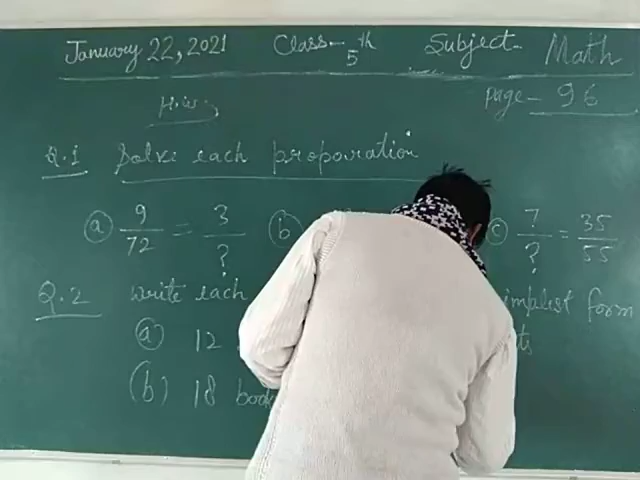 January 22, 2021 Class - 5th Subject - Math
Page - 96
H.W.
Q.1 Solve each proporation
(a) 9/72 = 3/? (b) (c) 7/? = 35/55
Q.2 write each simplist form
(a) 12
(b) 18 book